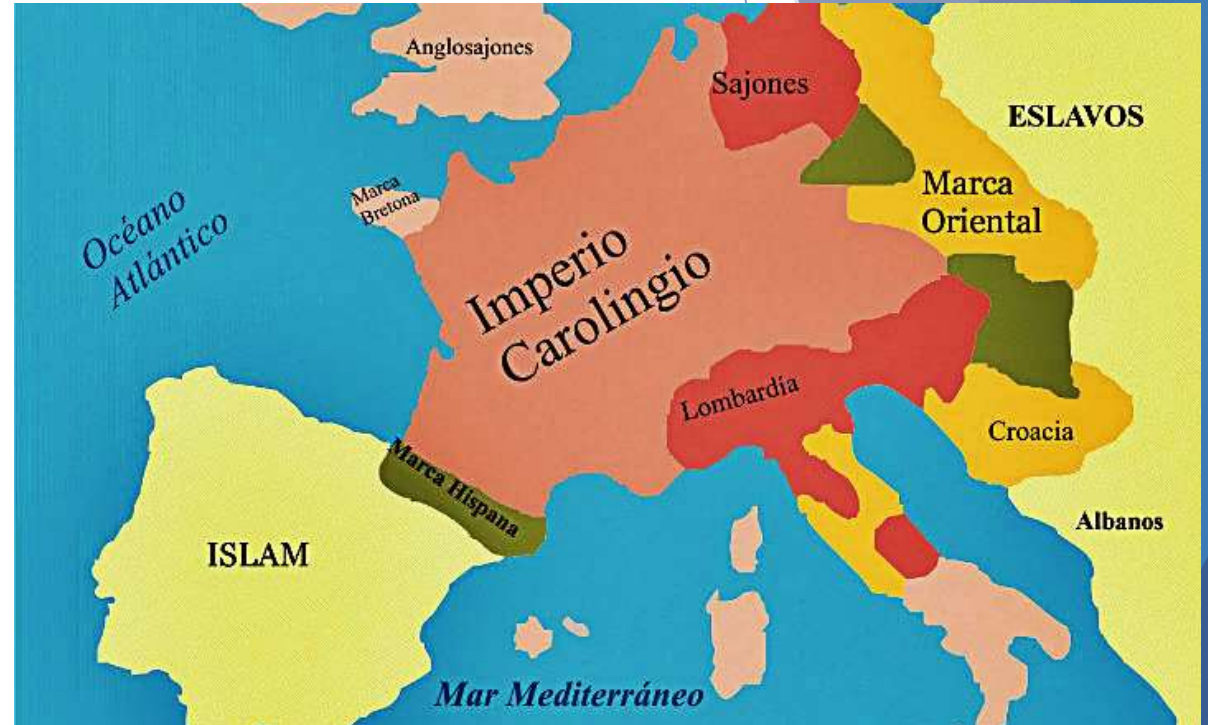 Anglosajones
Sajones
ESLAVOS
Marca
Bretona
Marca
Oriental
Océano
Atlántico
Imperio
Carolingio
Lombardía
Croacia
Marca Hispana
Albanos
ISLAM
Mar Mediterráneo